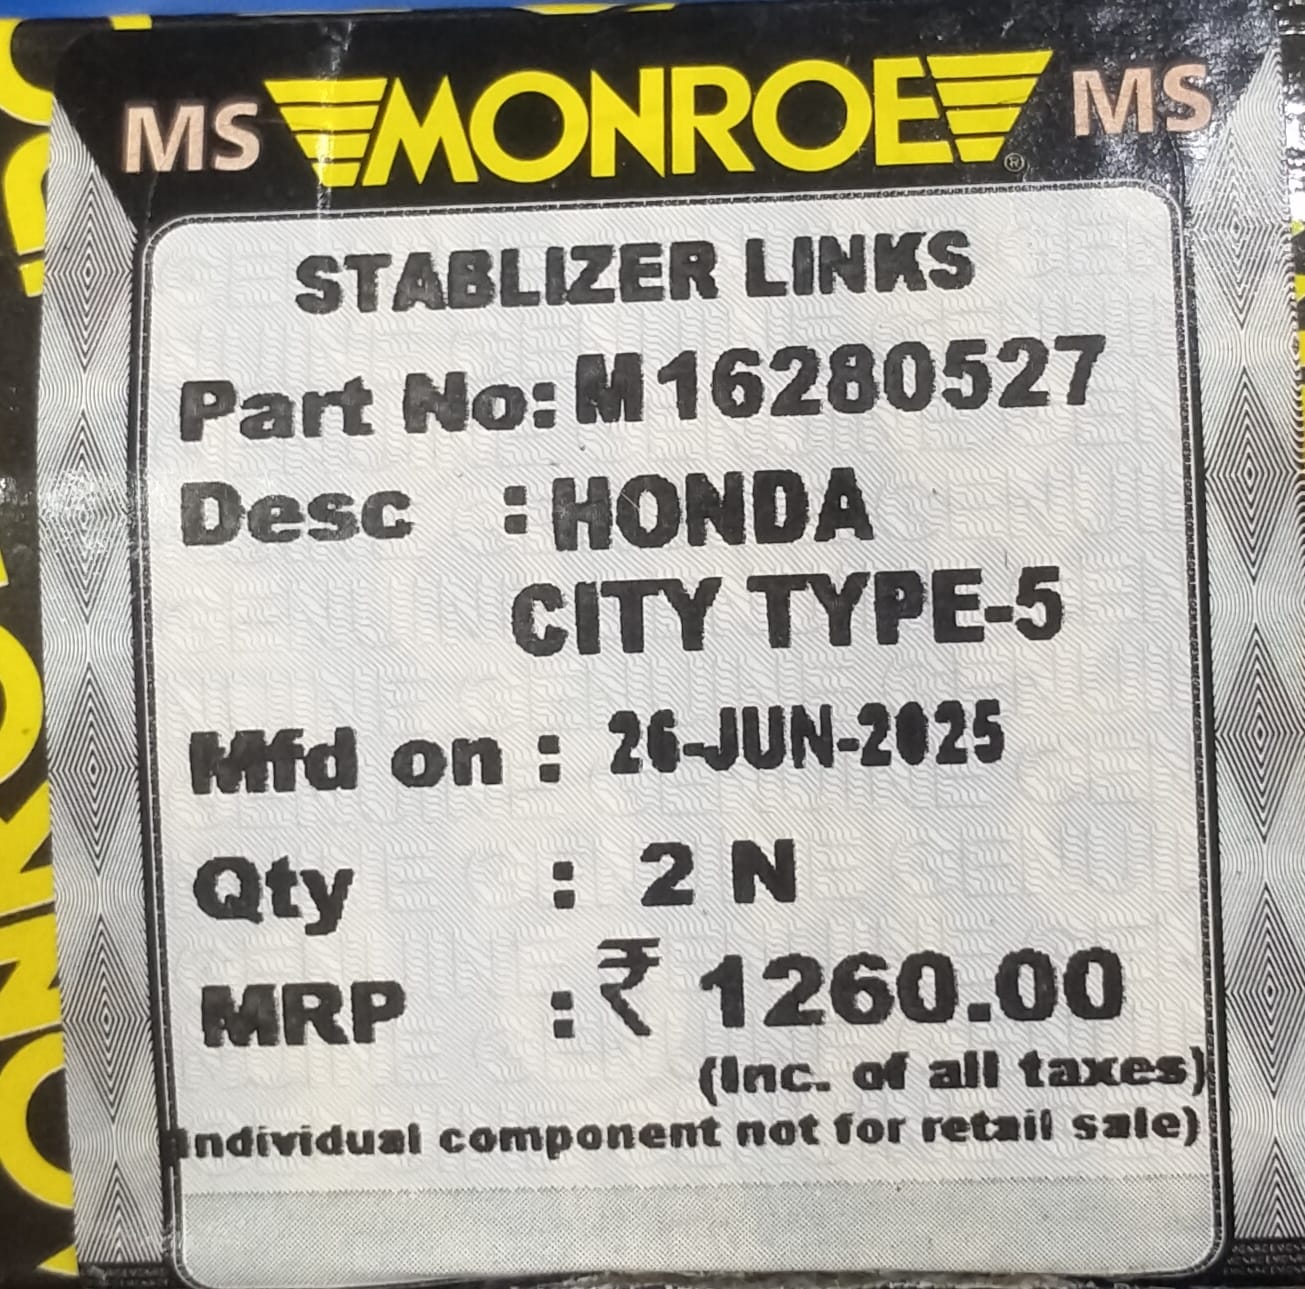 MS MONROE® MS
STABLIZER LINKS
Part No: M16280527
Desc : HONDA
CITY TYPE-5
Mfd on : 26-JUN-2025
Qty : 2 N
MRP : ₹ 1260.00
(Inc. of all taxes)
(Individual component not for retail sale)